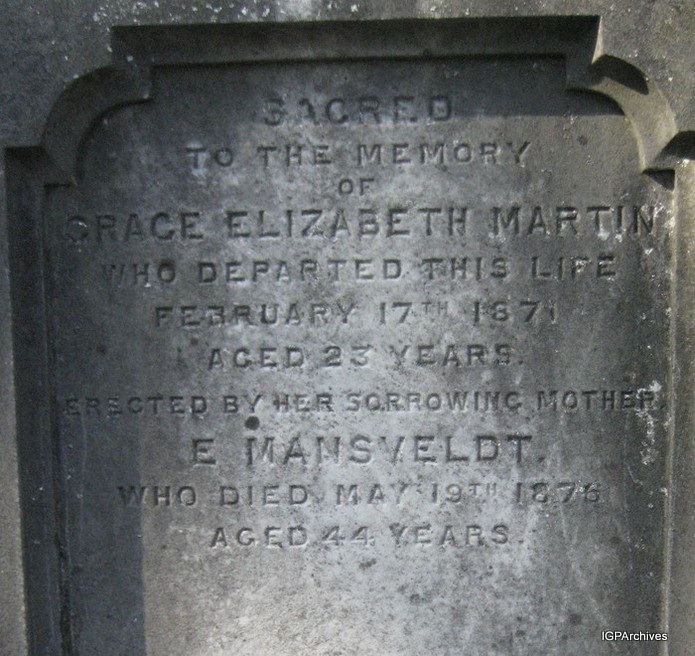 SACRED
TO THE MEMORY
OF
GRACE ELIZABETH MARTIN
WHO DEPARTED THIS LIFE
FEBRUARY 17TH 1871
AGED 23 YEARS.
ERECTED BY HER SORROWING MOTHER.
E MANSVELDT.
WHO DIED MAY 19TH 1876
AGED 44 YEARS.
IGPArchives